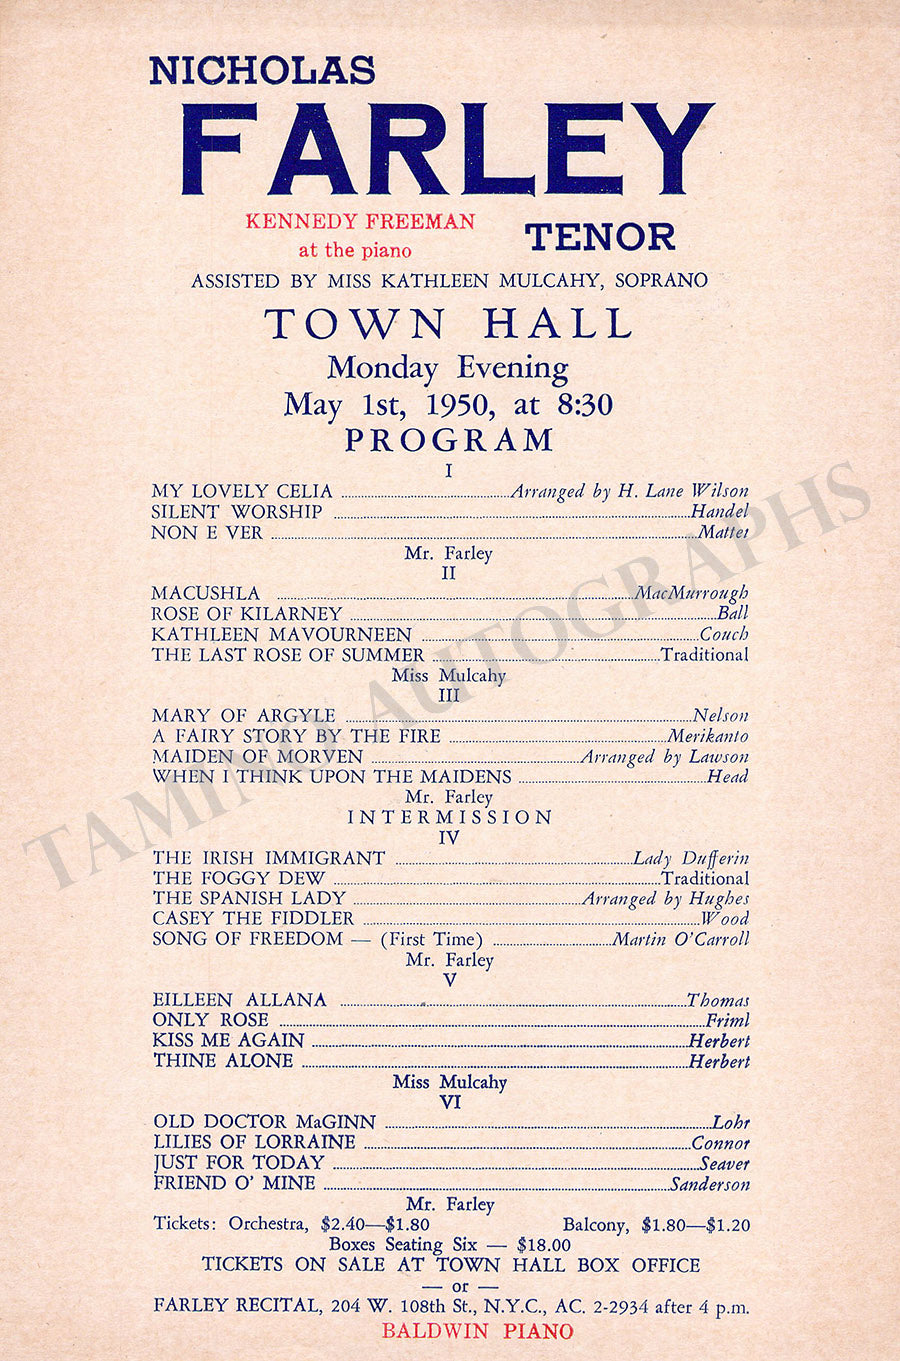 NICHOLAS
FARLEY
KENNEDY FREEMAN
at the piano
TENOR
ASSISTED BY MISS KATHLEEN MULCAHY, SOPRANO
TOWN HALL
Monday Evening
May 1st, 1950, at 8:30
PROGRAM
I
MY LOVELY CELIA ........ Arranged by H. Lane Wilson
SILENT WORSHIP ........ Handel
NON E VER ........ Mattei
Mr. Farley
II
MACUSHLA ........ MacMurrough
ROSE OF KILARNEY ........ Ball
KATHLEEN MAVOURNEEN ........ Couch
THE LAST ROSE OF SUMMER ........ Traditional
Miss Mulcahy
III
MARY OF ARGYLE ........ Nelson
A FAIRY STORY BY THE FIRE ........ Merikanto
MAIDEN OF MORVEN ........ Arranged by Lawson
WHEN I THINK UPON THE MAIDENS ........ Head
Mr. Farley
INTERMISSION
IV
THE IRISH IMMIGRANT ........ Lady Dufferin
THE FOGGY DEW ........ Traditional
THE SPANISH LADY ........ Arranged by Hughes
CASEY THE FIDDLER ........ Wood
SONG OF FREEDOM — (First Time) ........ Martin O'Carroll
Mr. Farley
V
EILLEEN ALLANA ........ Thomas
ONLY ROSE ........ Friml
KISS ME AGAIN ........ Herbert
THINE ALONE ........ Herbert
Miss Mulcahy
VI
OLD DOCTOR MaGINN ........ Lohr
LILIES OF LORRAINE ........ Connor
JUST FOR TODAY ........ Seaver
FRIEND O' MINE ........ Sanderson
Mr. Farley
Tickets: Orchestra, $2.40—$1.80 Balcony, $1.80—$1.20
Boxes Seating Six — $18.00
TICKETS ON SALE AT TOWN HALL BOX OFFICE
— or —
FARLEY RECITAL, 204 W. 108th St., N.Y.C., AC. 2-2934 after 4 p.m.
BALDWIN PIANO
TAMINO AUTOGRAPHS